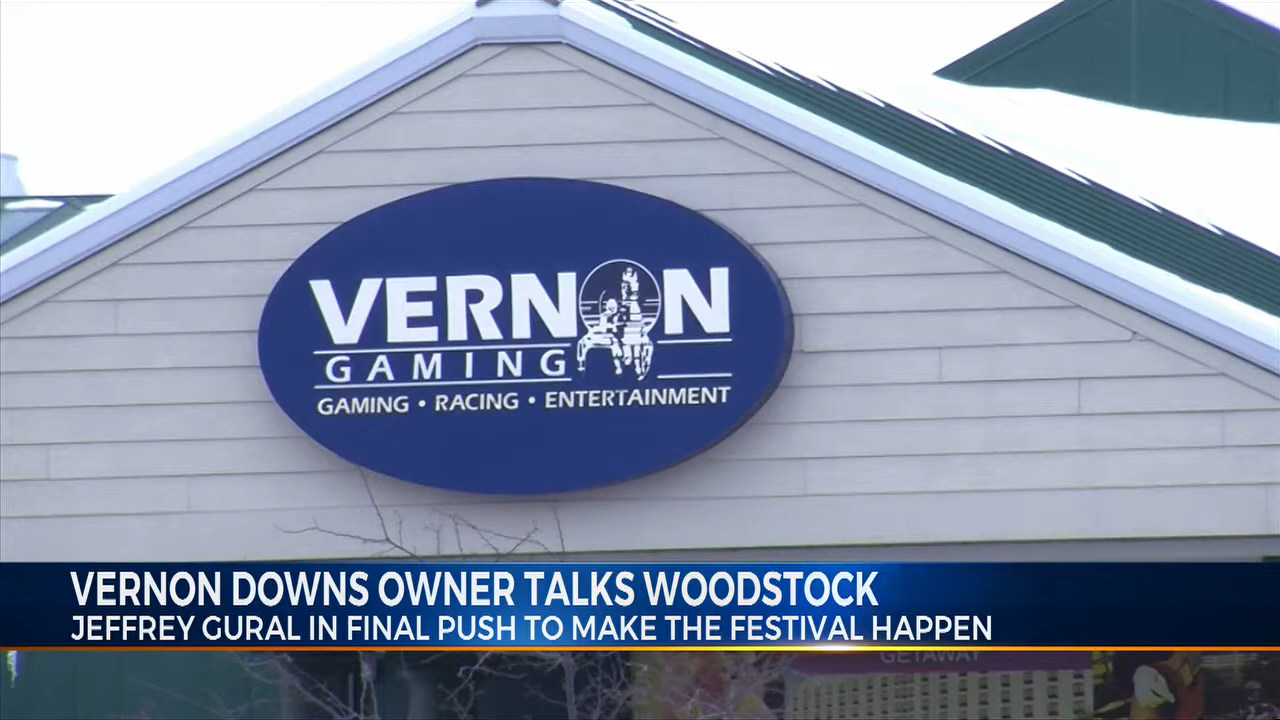 VERNON
GAMING
GAMING • RACING • ENTERTAINMENT
VERNON DOWNS OWNER TALKS WOODSTOCK
JEFFREY GURAL IN FINAL PUSH TO MAKE THE FESTIVAL HAPPEN
GETAWAY